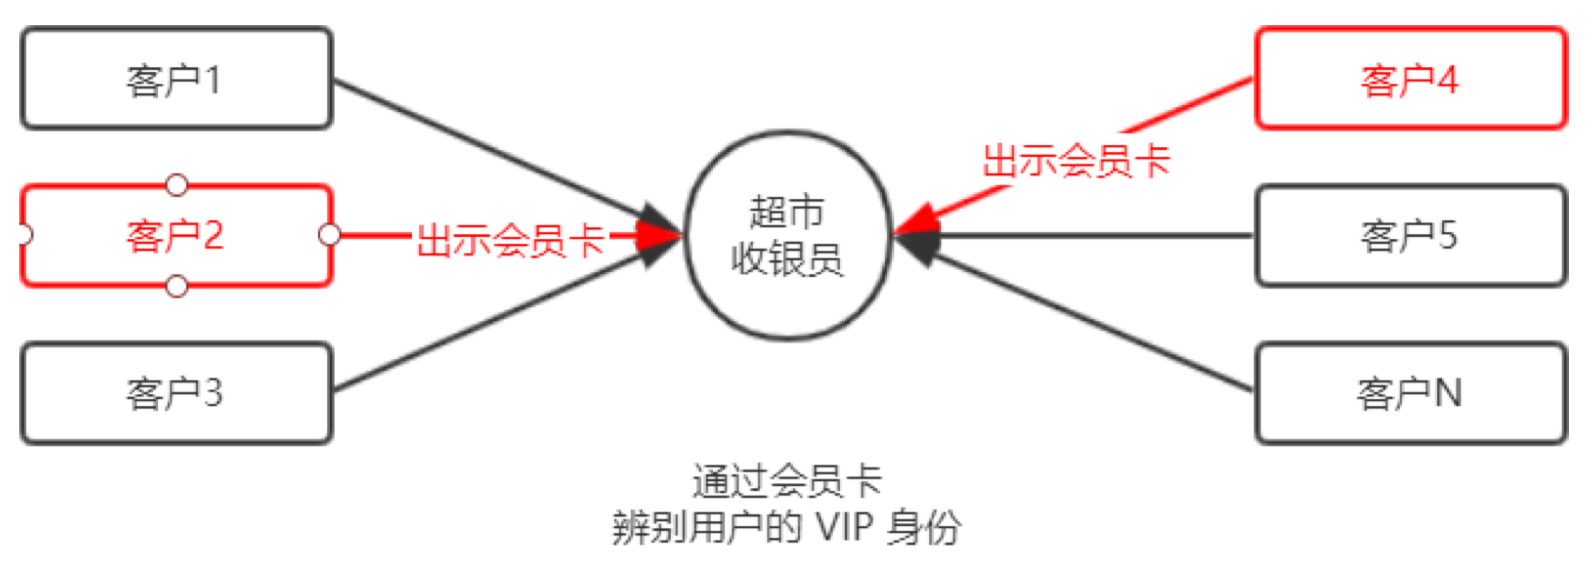 客户1
客户4
出示会员卡
超市
收银员
客户2
出示会员卡
客户5
客户3
客户N
通过会员卡
辨别用户的 VIP 身份